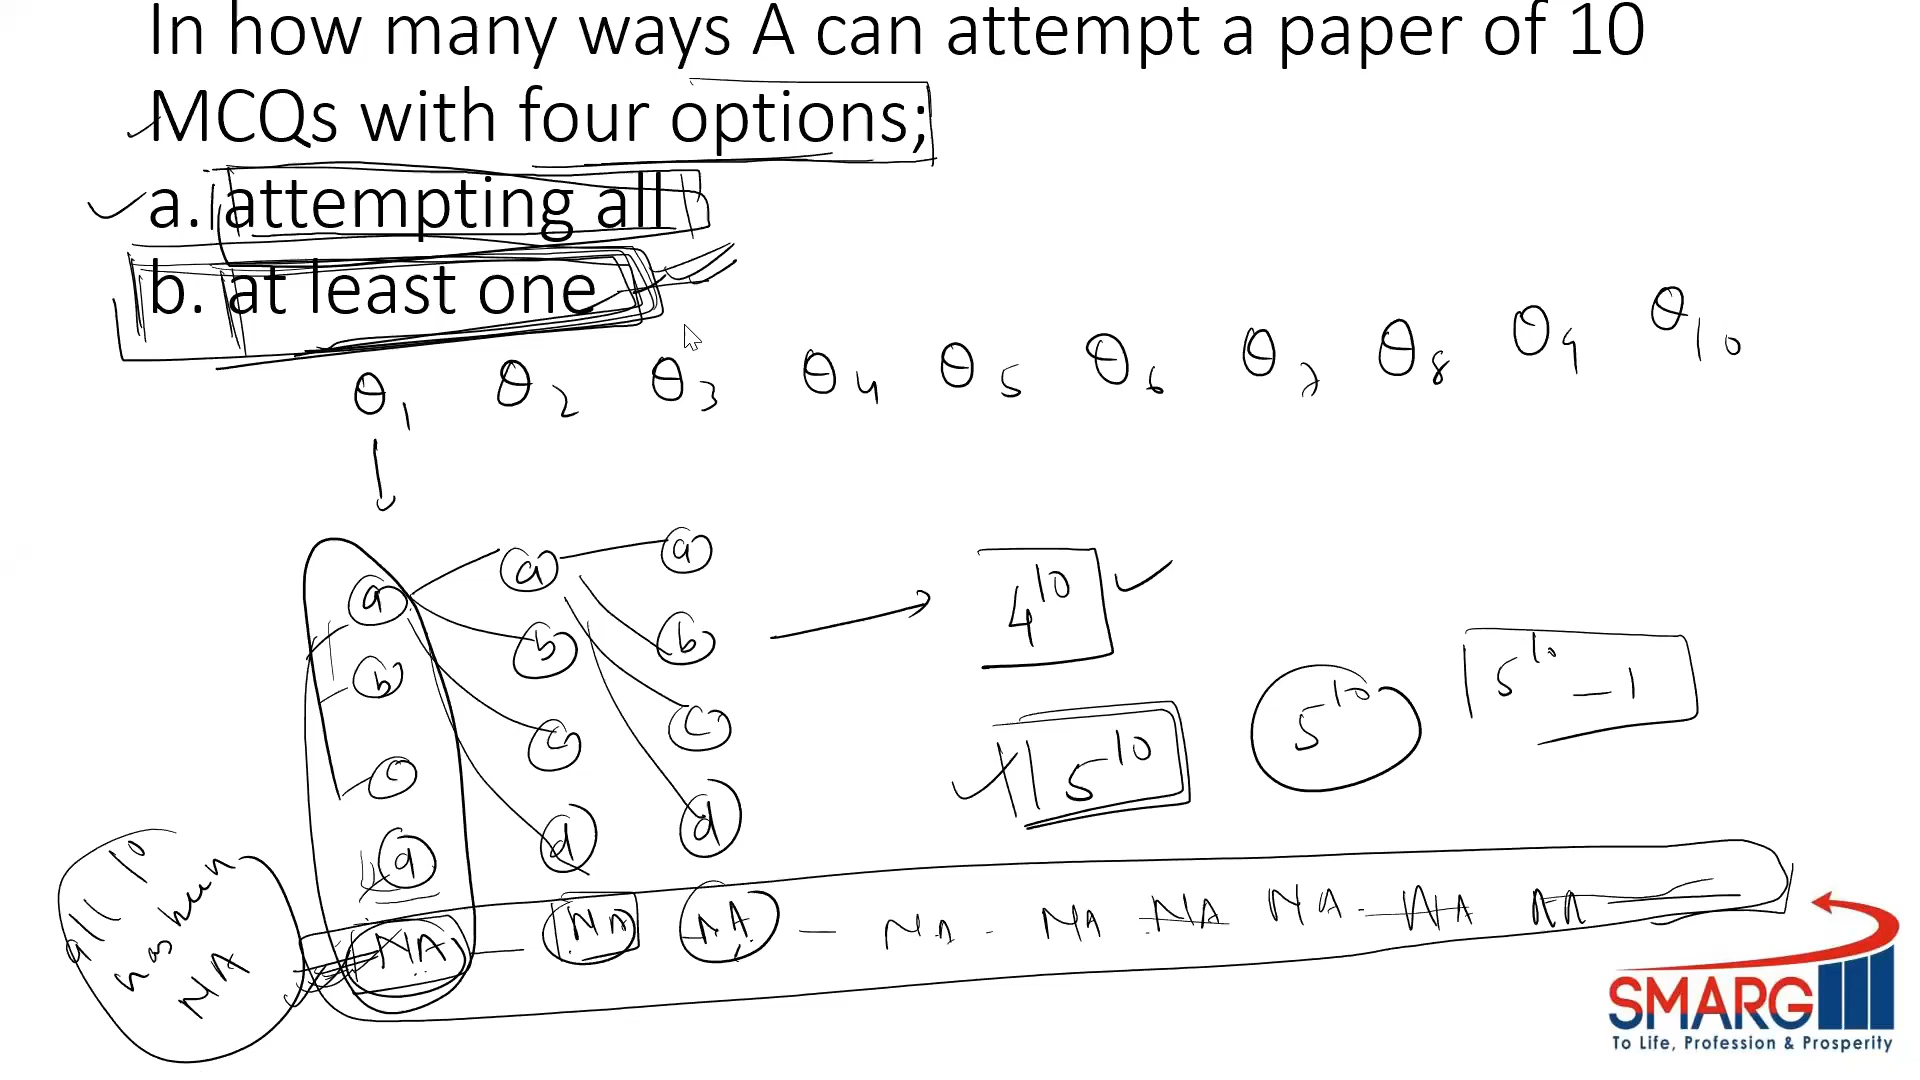 In how many ways A can attempt a paper of 10
MCQs with four options;
a. attempting all
b. at least one
Q1 Q2 Q3 Q4 Q5 Q6 Q7 Q8 Q9 Q10
a a a
b b b
c c c
d d
4^10
5^10 5^10 5^10 - 1
NA NA NA NA NA NA NA NA
all 10
has been
NA
SMARG
To Life, Profession & Prosperity